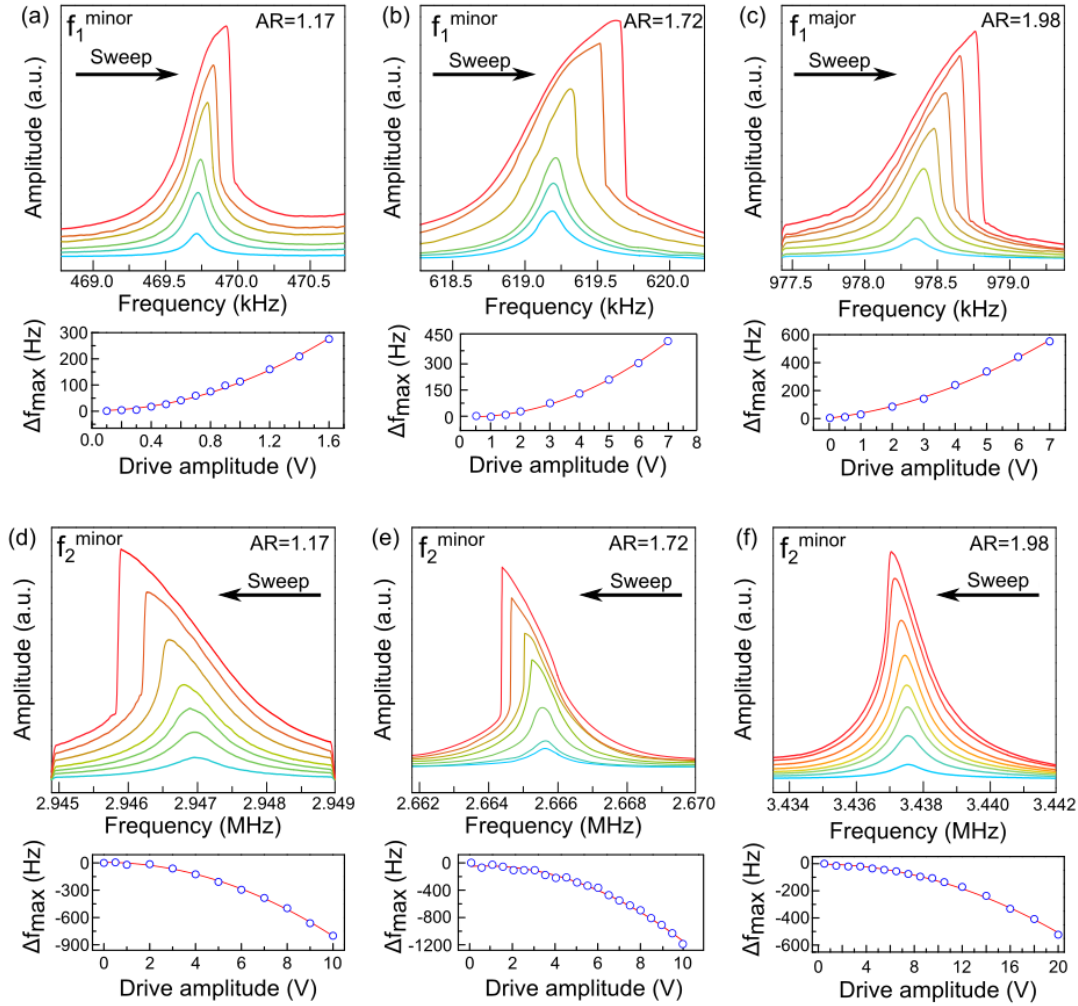 (a) f₁ᵐⁱⁿᵒʳ AR=1.17
Sweep
Amplitude (a.u.)
469.0 469.5 470.0 470.5
Frequency (kHz)
(b) f₁ᵐⁱⁿᵒʳ AR=1.72
Sweep
Amplitude (a.u.)
618.5 619.0 619.5 620.0
Frequency (kHz)
(c) f₁ᵐᵃʲᵒʳ AR=1.98
Sweep
Amplitude (a.u.)
977.5 978.0 978.5 979.0
Frequency (kHz)
Δfmax (Hz)
300
200
100
0
0.0 0.4 0.8 1.2 1.6
Drive amplitude (V)
Δfmax (Hz)
450
300
150
0
0 1 2 3 4 5 6 7 8
Drive amplitude (V)
Δfmax (Hz)
600
400
200
0
0 1 2 3 4 5 6 7
Drive amplitude (V)
(d) f₂ᵐⁱⁿᵒʳ AR=1.17
Sweep
Amplitude (a.u.)
2.945 2.946 2.947 2.948 2.949
Frequency (MHz)
(e) f₂ᵐⁱⁿᵒʳ AR=1.72
Sweep
Amplitude (a.u.)
2.662 2.664 2.666 2.668 2.670
Frequency (MHz)
(f) f₂ᵐⁱⁿᵒʳ AR=1.98
Sweep
Amplitude (a.u.)
3.434 3.436 3.438 3.440 3.442
Frequency (MHz)
Δfmax (Hz)
0
-300
-600
-900
0 2 4 6 8 10
Drive amplitude (V)
Δfmax (Hz)
0
-400
-800
-1200
0 2 4 6 8 10
Drive amplitude (V)
Δfmax (Hz)
0
-200
-400
-600
0 4 8 12 16 20
Drive amplitude (V)